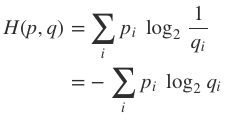 H(p, q) = ∑_i p_i log_2 1/q_i
= − ∑_i p_i log_2 q_i